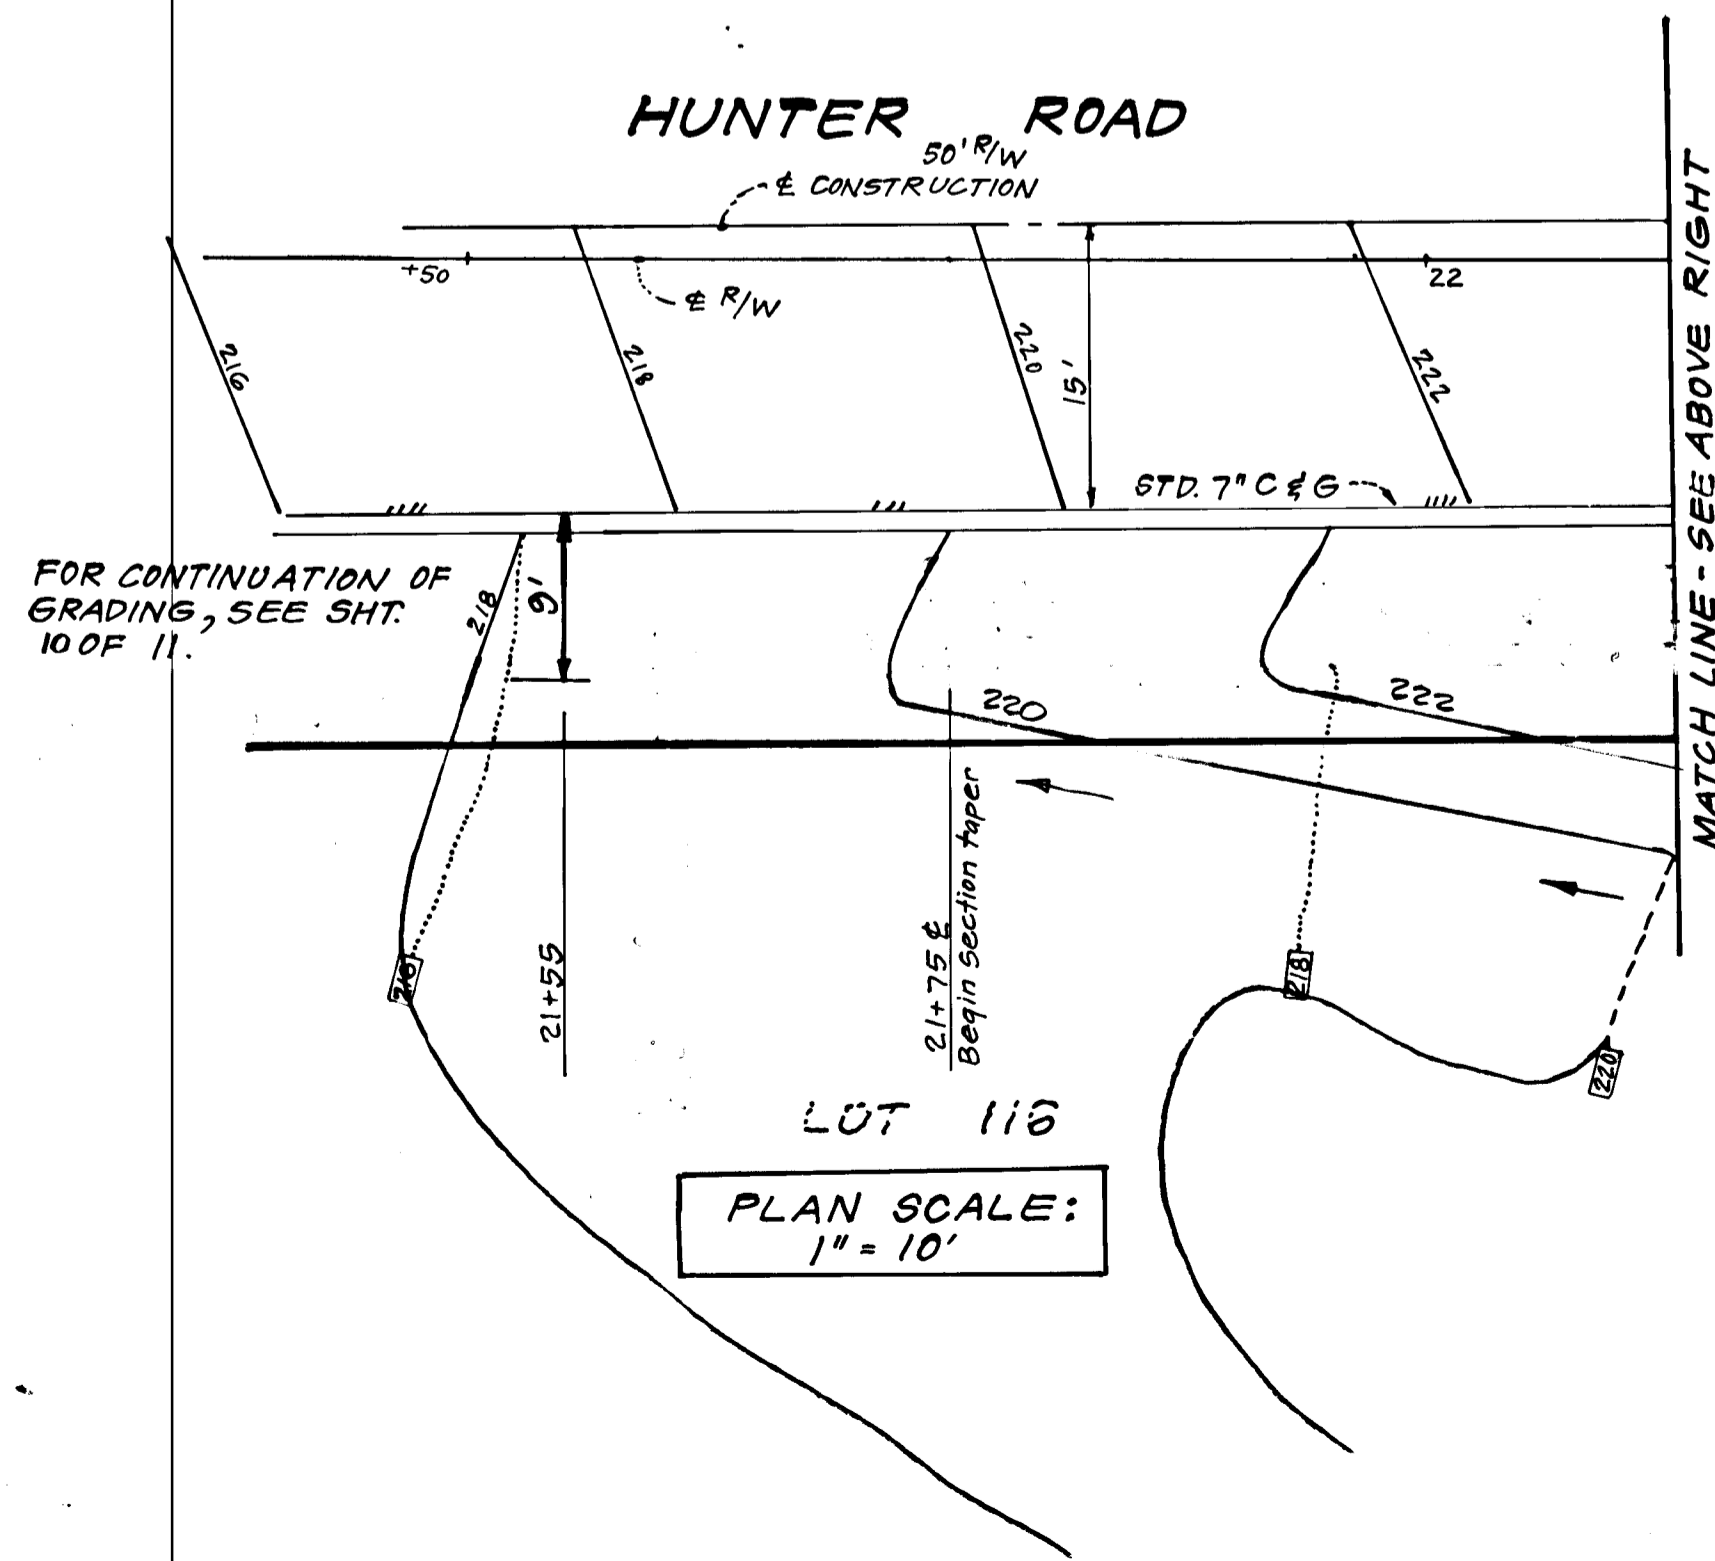 HUNTER ROAD
50' R/W
℄ CONSTRUCTION
+50
℄ R/W
22
216
218
220
222
15'
STD. 7" C & G
FOR CONTINUATION OF
GRADING, SEE SHT.
10 OF 11.
218
9'
220
222
MATCH LINE - SEE ABOVE RIGHT
216
21+55
21+75 ℄
Begin Section taper
218
220
LOT 116
PLAN SCALE:
1" = 10'